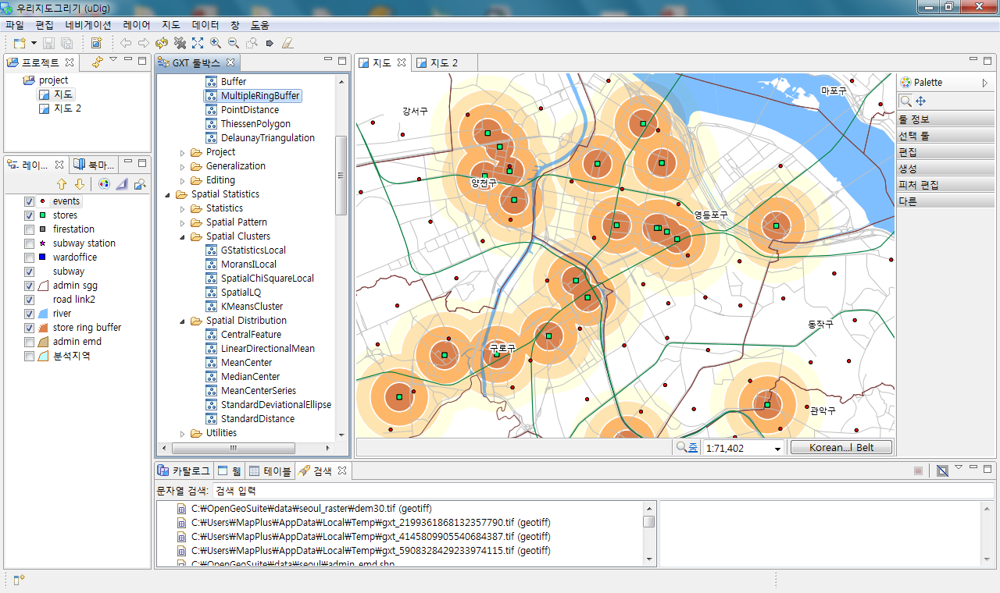 우리지도그리기 (uDig)
파일 편집 네비게이션 레이어 지도 데이터 창 도움
프로젝트
project
지도
지도 2
레이... 북마...
events
stores
firestation
subway station
wardoffice
subway
admin sgg
road link2
river
store ring buffer
admin emd
분석지역
GXT 툴박스
Buffer
MultipleRingBuffer
PointDistance
ThiessenPolygon
DelaunayTriangulation
Project
Generalization
Editing
Spatial Statistics
Statistics
Spatial Pattern
Spatial Clusters
GStatisticsLocal
MoransILocal
SpatialChiSquareLocal
SpatialLQ
KMeansCluster
Spatial Distribution
CentralFeature
LinearDirectionalMean
MeanCenter
MedianCenter
MeanCenterSeries
StandardDeviationalEllipse
StandardDistance
Utilities
지도 지도 2
강서구
마포구
양천구
영등포구
동작구
구로구
관악구
줌 1:71,402 Korean...l Belt
Palette
툴 정보
선택 툴
편집
생성
피처 편집
다른
카탈로그 웹 테이블 검색
문자열 검색: 검색 입력
C:₩OpenGeoSuite₩data₩seoul_raster₩dem30.tif (geotiff)
C:₩Users₩MapPlus₩AppData₩Local₩Temp₩gxt_2199361868132357790.tif (geotiff)
C:₩Users₩MapPlus₩AppData₩Local₩Temp₩gxt_4145809905540684387.tif (geotiff)
C:₩Users₩MapPlus₩AppData₩Local₩Temp₩gxt_5908328429233974115.tif (geotiff)
C:₩OpenGeoSuite₩data₩seoul₩admin_emd.shp